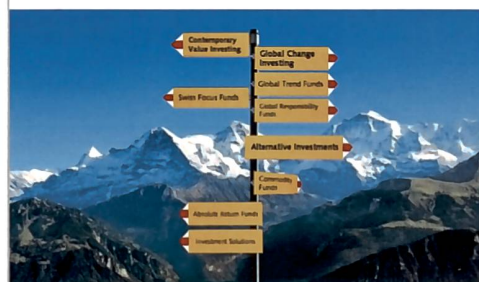 Contemporary
Value Investing
Global Change
Investing
Global Trend Funds
Swiss Focus Funds
Global Responsibility
Funds
Alternative Investments
Commodity
Funds
Absolute Return Funds
Investment Solutions